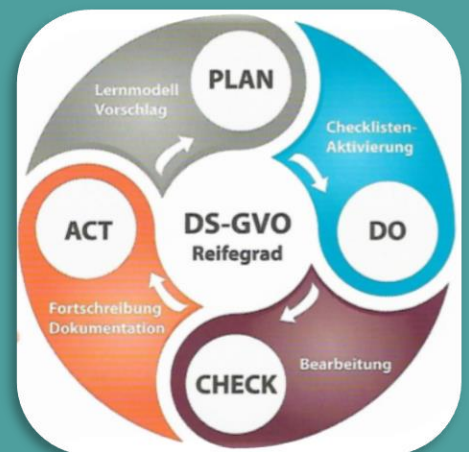 PLAN
Lernmodell
Vorschlag
Checklisten-
Aktivierung
DO
DS-GVO
Reifegrad
ACT
Fortschreibung
Dokumentation
Bearbeitung
CHECK